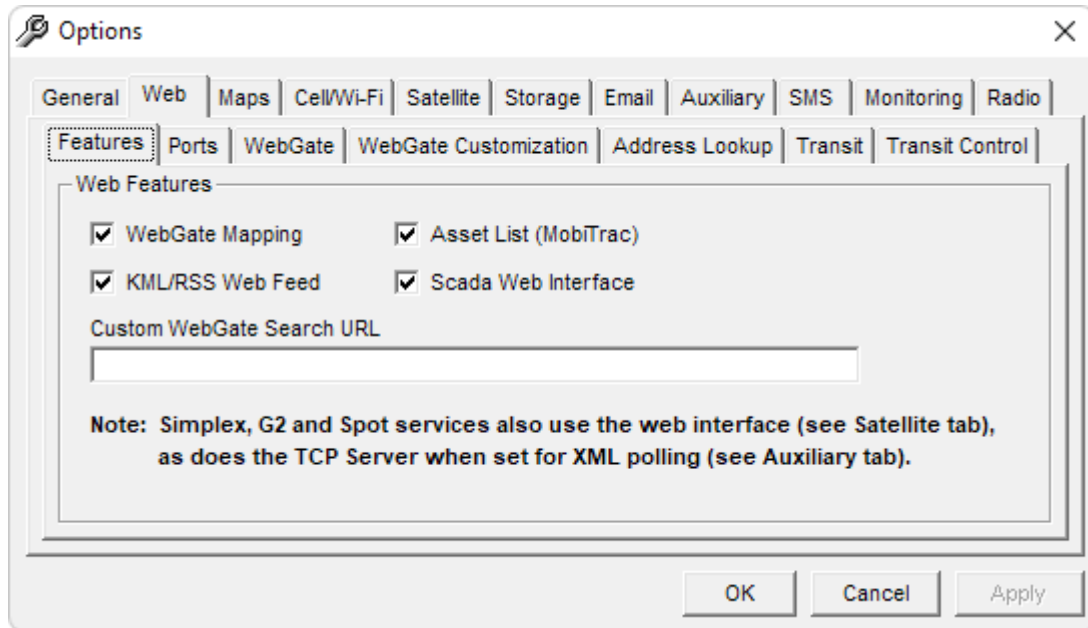 Options
General Web Maps Cell/Wi-Fi Satellite Storage Email Auxiliary SMS Monitoring Radio
Features Ports WebGate WebGate Customization Address Lookup Transit Transit Control
Web Features
WebGate Mapping Asset List (MobiTrac)
KML/RSS Web Feed Scada Web Interface
Custom WebGate Search URL
Note: Simplex, G2 and Spot services also use the web interface (see Satellite tab),
as does the TCP Server when set for XML polling (see Auxiliary tab).
OK Cancel Apply